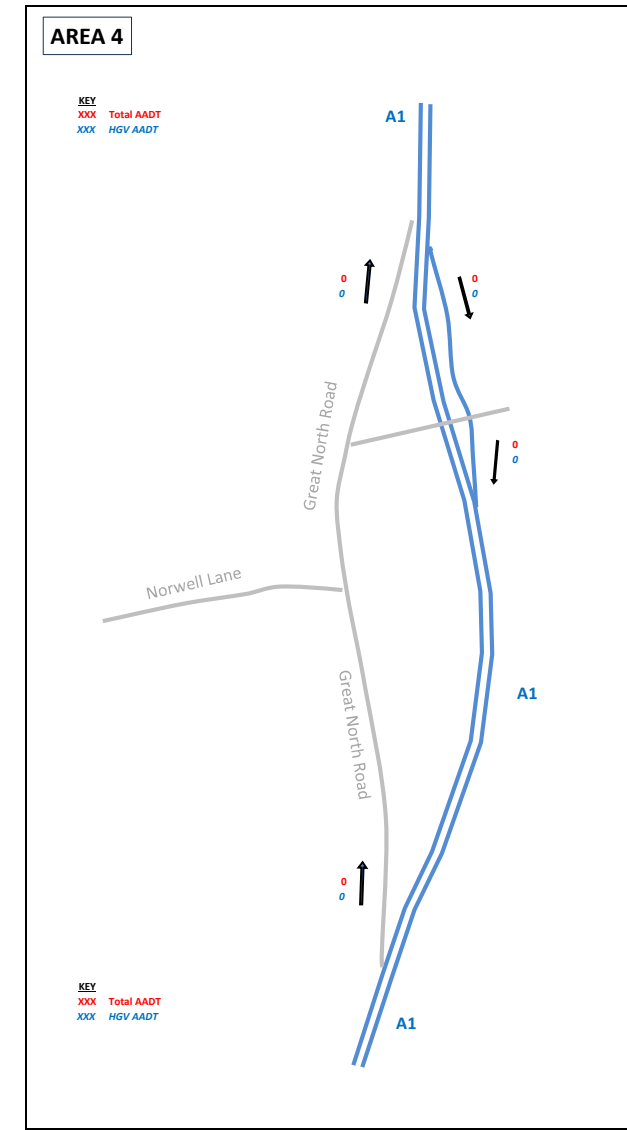 AREA 4
KEY
XXX Total AADT
XXX HGV AADT
A1
0
0
0
0
Great North Road
0
0
Norwell Lane
Great North Road
A1
0
0
KEY
XXX Total AADT
XXX HGV AADT
A1